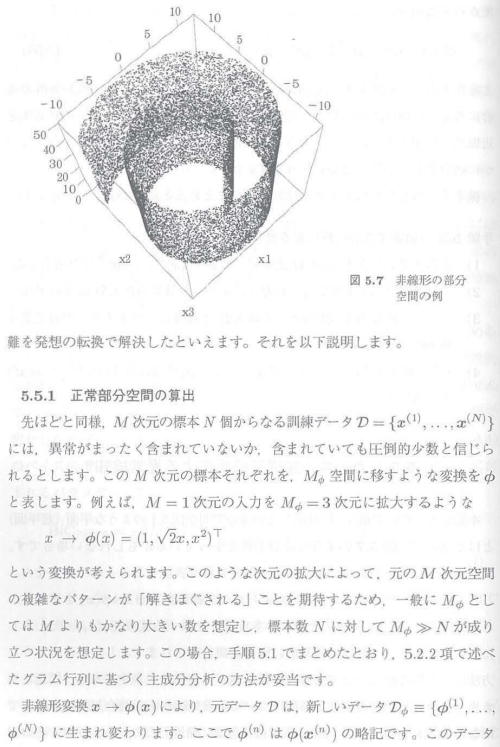 10
10
5
5
0
0
−5
−5
−10
−10
50
40
30
20
10
0
x2
x1
x3
図 5.7 非線形の部分
空間の例
難を発想の転換で解決したといえます。それを以下説明します。
5.5.1 正常部分空間の算出
先ほどと同様,M 次元の標本 N 個からなる訓練データ D = {x^(1), . . . , x^(N)}
には,異常がまったく含まれていないか,含まれていても圧倒的少数と信じら
れるとします。この M 次元の標本それぞれを,Mφ 空間に移すような変換を φ
と表します。例えば,M = 1 次元の入力を Mφ = 3 次元に拡大するような
x → φ(x) = (1, √2x, x²)⊤
という変換が考えられます。このような次元の拡大によって,元の M 次元空間
の複雑なパターンが「解きほぐされる」ことを期待するため,一般に Mφ とし
ては M よりもかなり大きい数を想定し,標本数 N に対して Mφ ≫ N が成り
立つ状況を想定します。この場合,手順 5.1 でまとめたとおり,5.2.2 項で述べ
たグラム行列に基づく主成分分析の方法が妥当です。
非線形変換 x → φ(x) により,元データ D は,新しいデータ Dφ ≡ {φ^(1), . . . ,
φ^(N)} に生まれ変わります。ここで φ^(n) は φ(x^(n)) の略記です。このデータ